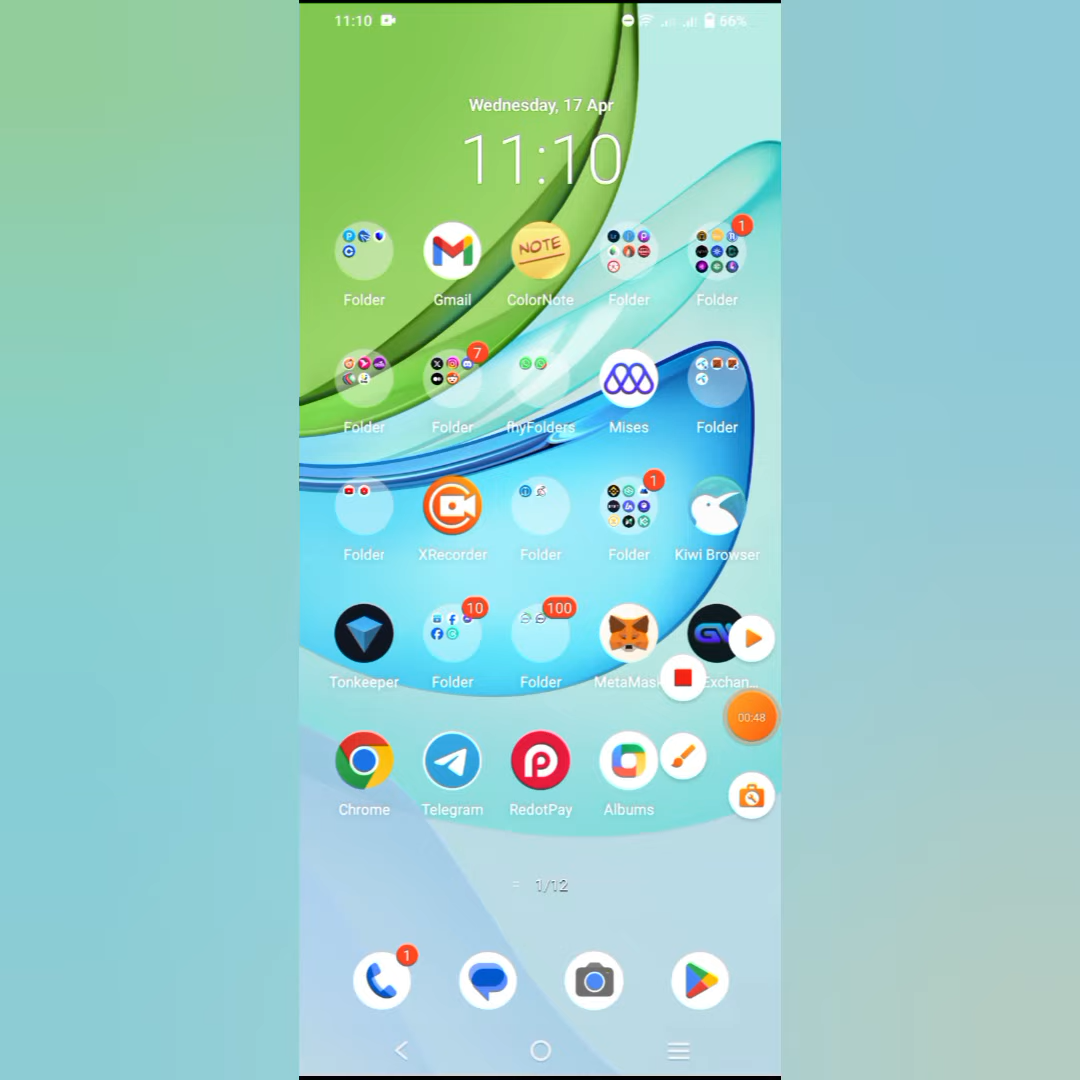 11:10
66%
Wednesday, 17 Apr
11:10
1
NOTE
Folder
Gmail
ColorNote
Folder
Folder
7
Folder
Folder
Mises
Folder
1
Folder
XRecorder
Folder
Folder
Kiwi Browser
10
100
Tonkeeper
Folder
Folder
MetaMask
Exchan...
00:48
Chrome
Telegram
RedotPay
Albums
1/12
1